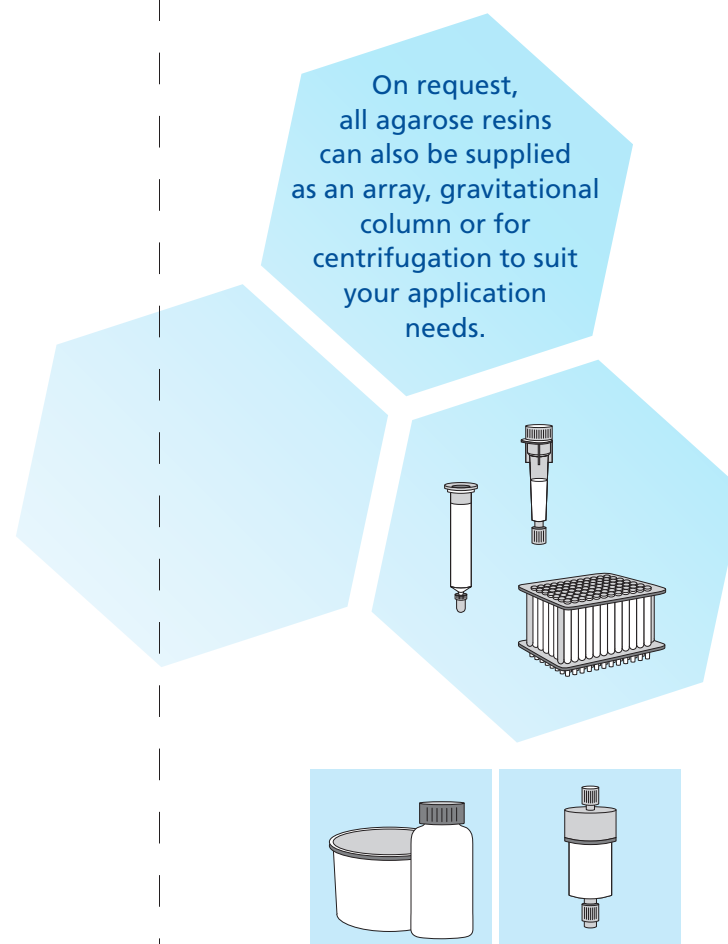 On request,
all agarose resins
can also be supplied
as an array, gravitational
column or for
centrifugation to suit
your application
needs.